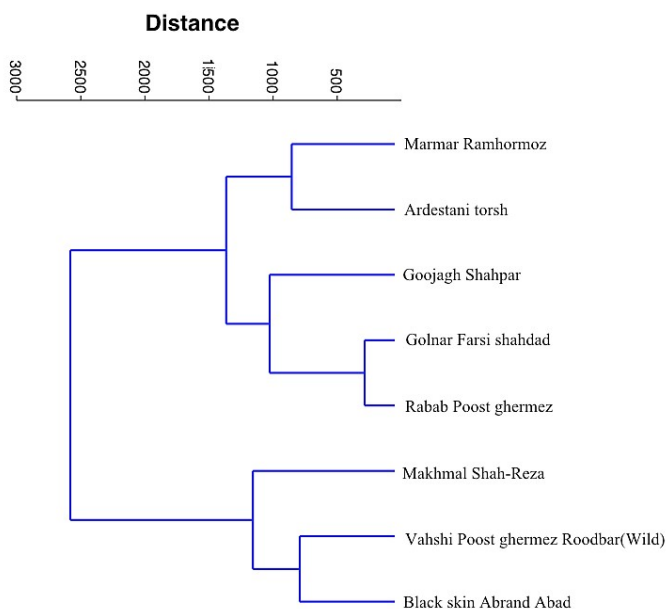 Distance
3000 2500 2000 1500 1000 500
Marmar Ramhormoz
Ardestani torsh
Goojagh Shahpar
Golnar Farsi shahdad
Rabab Poost ghermez
Makhmal Shah-Reza
Vahshi Poost ghermez Roodbar(Wild)
Black skin Abrand Abad